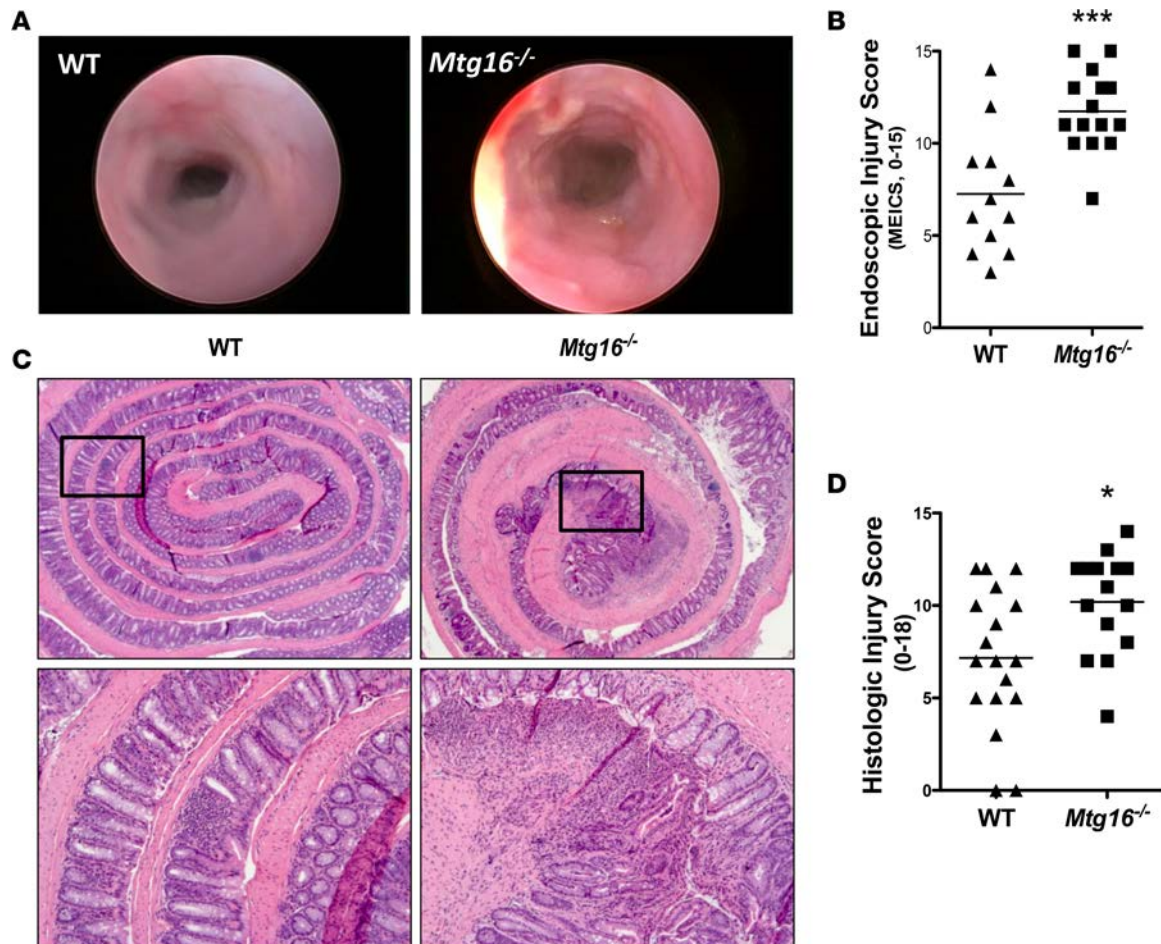 A
WT
Mtg16-/-
B
***
Endoscopic Injury Score
(MEICS, 0-15)
15
10
5
0
WT
Mtg16-/-
C
WT
Mtg16-/-
D
*
Histologic Injury Score
(0-18)
15
10
5
0
WT
Mtg16-/-